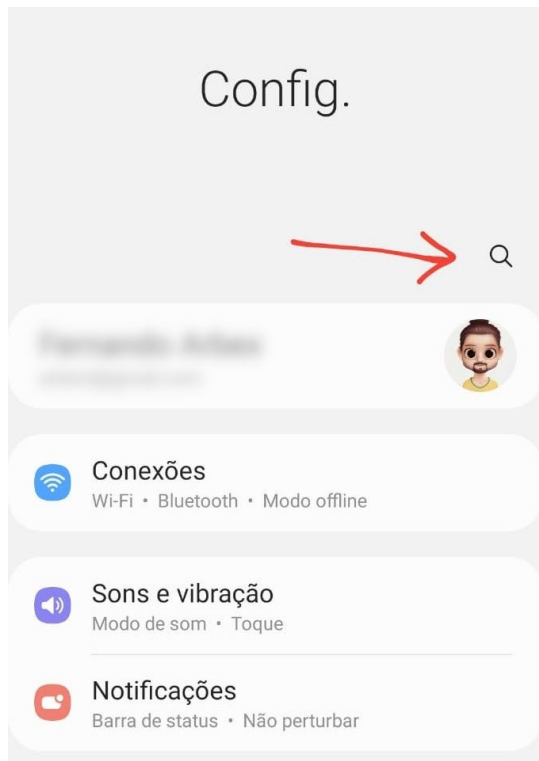 Config.
Conexões
Wi-Fi • Bluetooth • Modo offline
Sons e vibração
Modo de som • Toque
Notificações
Barra de status • Não perturbar